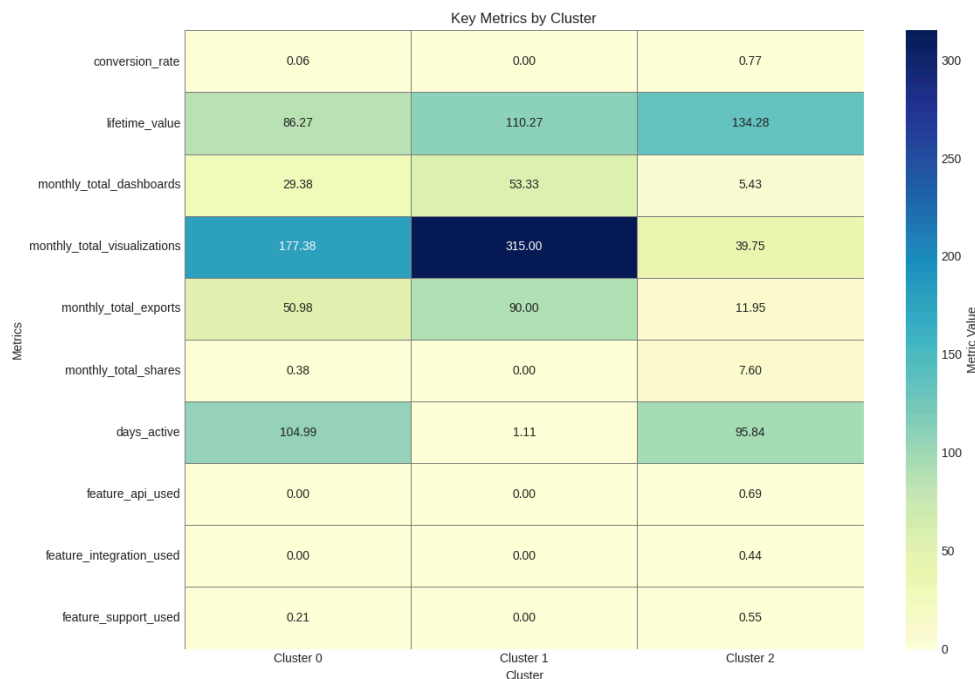 Key Metrics by Cluster
conversion_rate 0.06 0.00 0.77
lifetime_value 86.27 110.27 134.28
monthly_total_dashboards 29.38 53.33 5.43
monthly_total_visualizations 177.38 315.00 39.75
monthly_total_exports 50.98 90.00 11.95
monthly_total_shares 0.38 0.00 7.60
days_active 104.99 1.11 95.84
feature_api_used 0.00 0.00 0.69
feature_integration_used 0.00 0.00 0.44
feature_support_used 0.21 0.00 0.55
Cluster 0 Cluster 1 Cluster 2
Cluster
Metrics
300
250
200
150
100
50
0
Metric Value